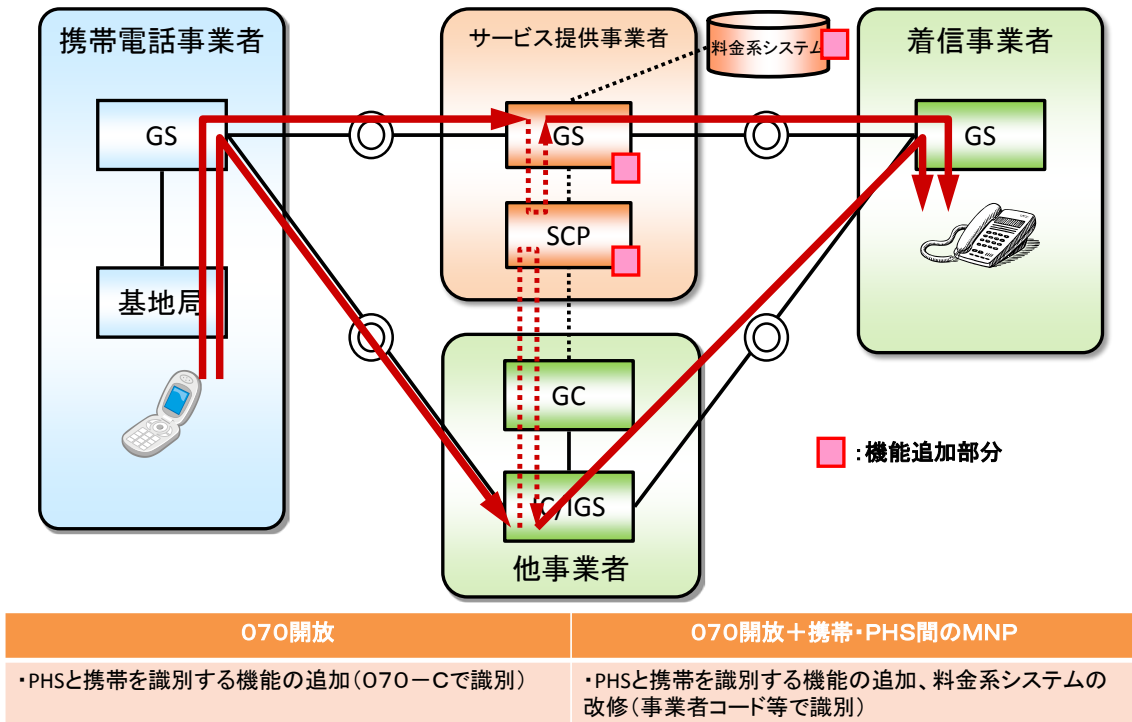 携帯電話事業者
サービス提供事業者
料金系システム
着信事業者
GS
GS
GS
SCP
基地局
GC
:機能追加部分
IC/IGS
他事業者
070開放
070開放+携帯・PHS間のMNP
・PHSと携帯を識別する機能の追加(070-Cで識別)
・PHSと携帯を識別する機能の追加、料金系システムの
改修(事業者コード等で識別)